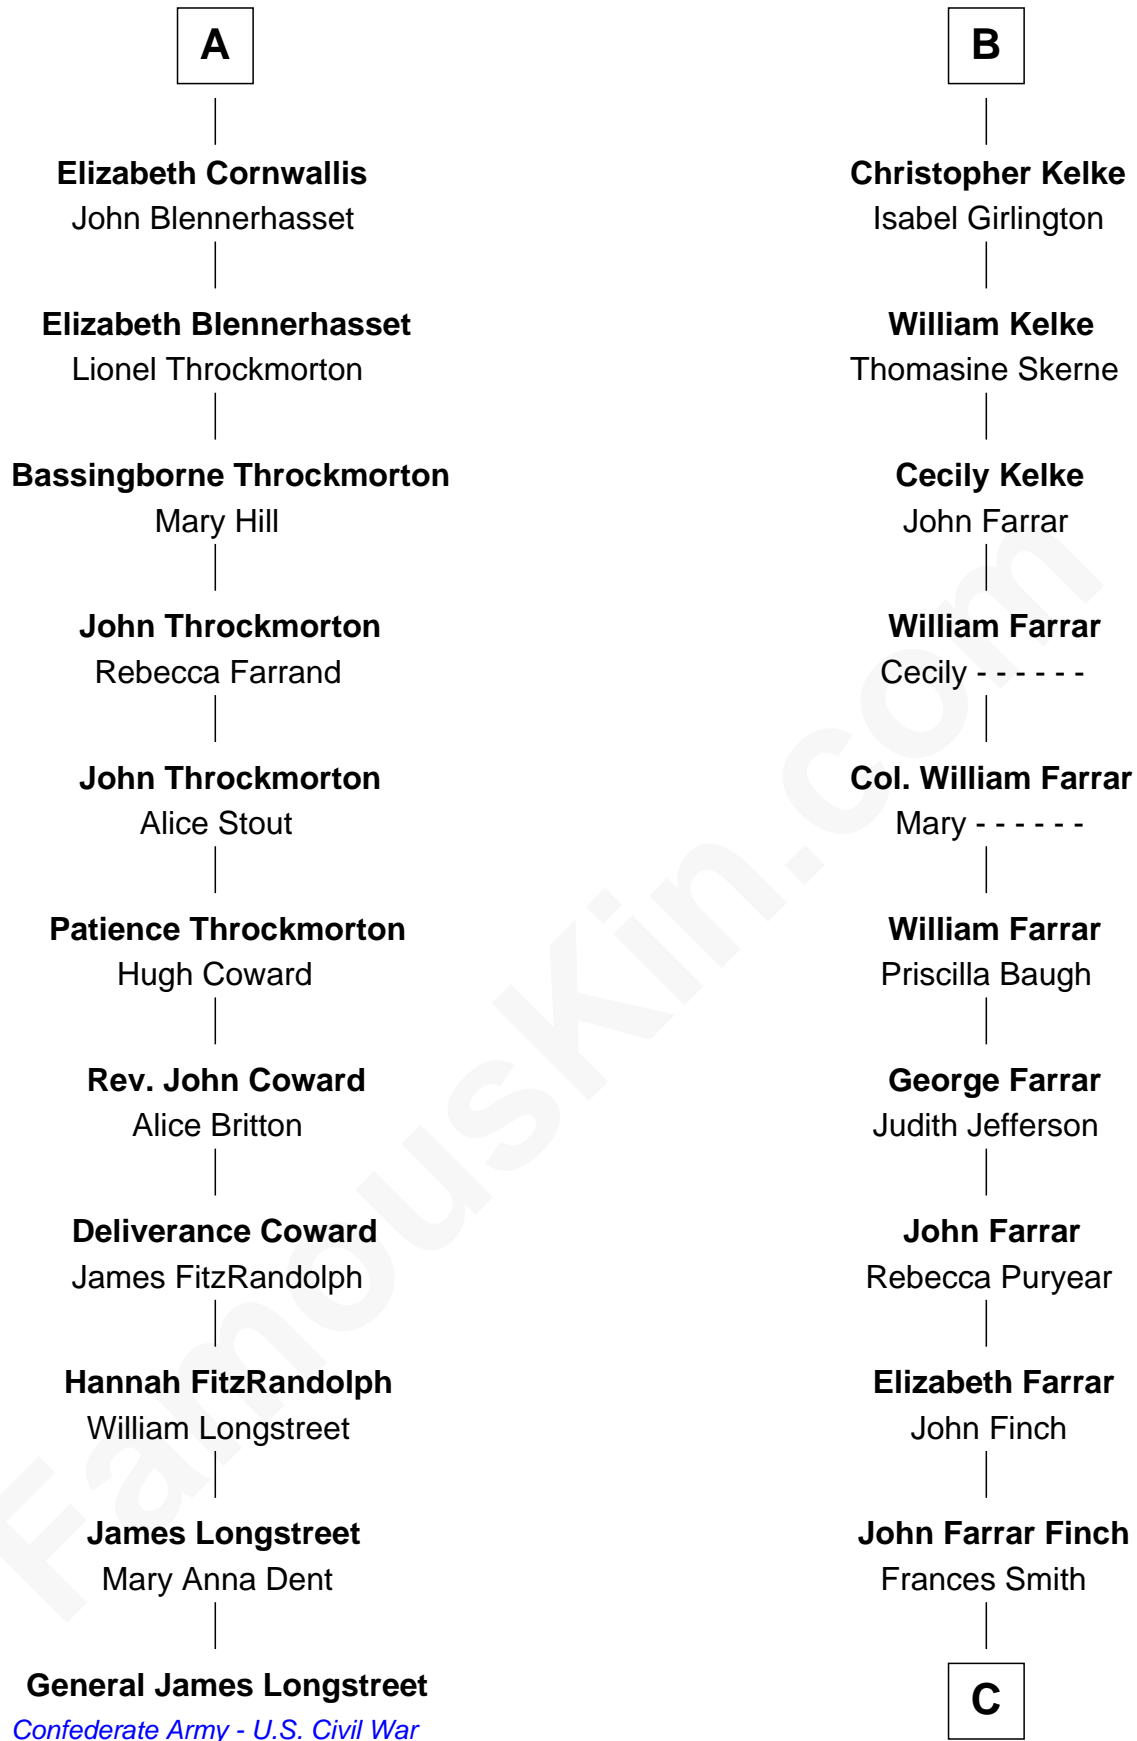 A
Elizabeth Cornwallis
John Blennerhasset
Elizabeth Blennerhasset
Lionel Throckmorton
Bassingborne Throckmorton
Mary Hill
John Throckmorton
Rebecca Farrand
John Throckmorton
Alice Stout
Patience Throckmorton
Hugh Coward
Rev. John Coward
Alice Britton
Deliverance Coward
James FitzRandolph
Hannah FitzRandolph
William Longstreet
James Longstreet
Mary Anna Dent
General James Longstreet
Confederate Army - U.S. Civil War
B
Christopher Kelke
Isabel Girlington
William Kelke
Thomasine Skerne
Cecily Kelke
John Farrar
William Farrar
Cecily - - - - - -
Col. William Farrar
Mary - - - - - -
William Farrar
Priscilla Baugh
George Farrar
Judith Jefferson
John Farrar
Rebecca Puryear
Elizabeth Farrar
John Finch
John Farrar Finch
Frances Smith
C
FamousKin.com